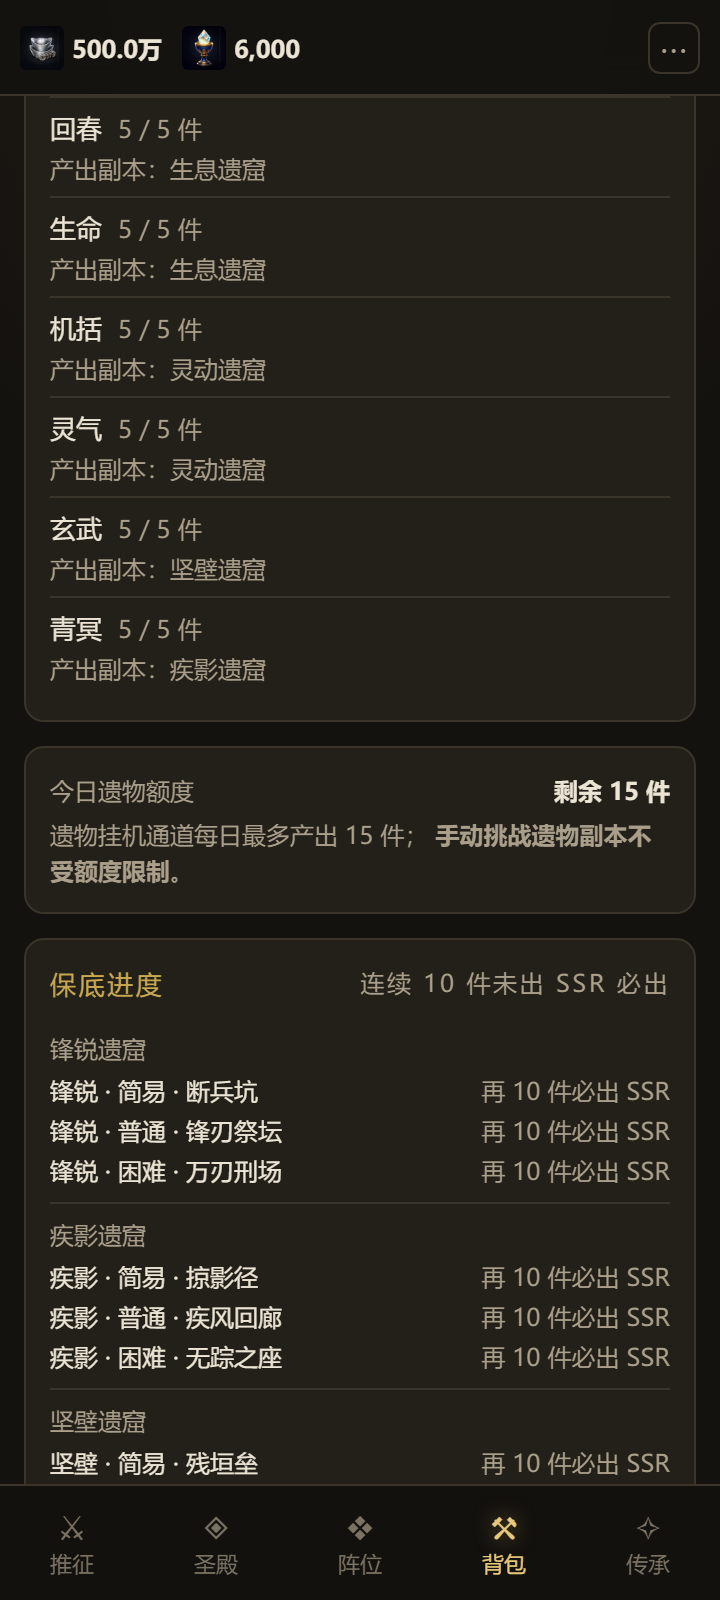 500.0万 6,000 ...
回春 5 / 5 件
产出副本：生息遗窟
生命 5 / 5 件
产出副本：生息遗窟
机括 5 / 5 件
产出副本：灵动遗窟
灵气 5 / 5 件
产出副本：灵动遗窟
玄武 5 / 5 件
产出副本：坚壁遗窟
青冥 5 / 5 件
产出副本：疾影遗窟
今日遗物额度 剩余 15 件
遗物挂机通道每日最多产出 15 件； 手动挑战遗物副本不
受额度限制。
保底进度 连续 10 件未出 SSR 必出
锋锐遗窟
锋锐 · 简易 · 断兵坑 再 10 件必出 SSR
锋锐 · 普通 · 锋刃祭坛 再 10 件必出 SSR
锋锐 · 困难 · 万刃刑场 再 10 件必出 SSR
疾影遗窟
疾影 · 简易 · 掠影径 再 10 件必出 SSR
疾影 · 普通 · 疾风回廊 再 10 件必出 SSR
疾影 · 困难 · 无踪之座 再 10 件必出 SSR
坚壁遗窟
坚壁 · 简易 · 残垣垒 再 10 件必出 SSR
推征 圣殿 阵位 背包 传承